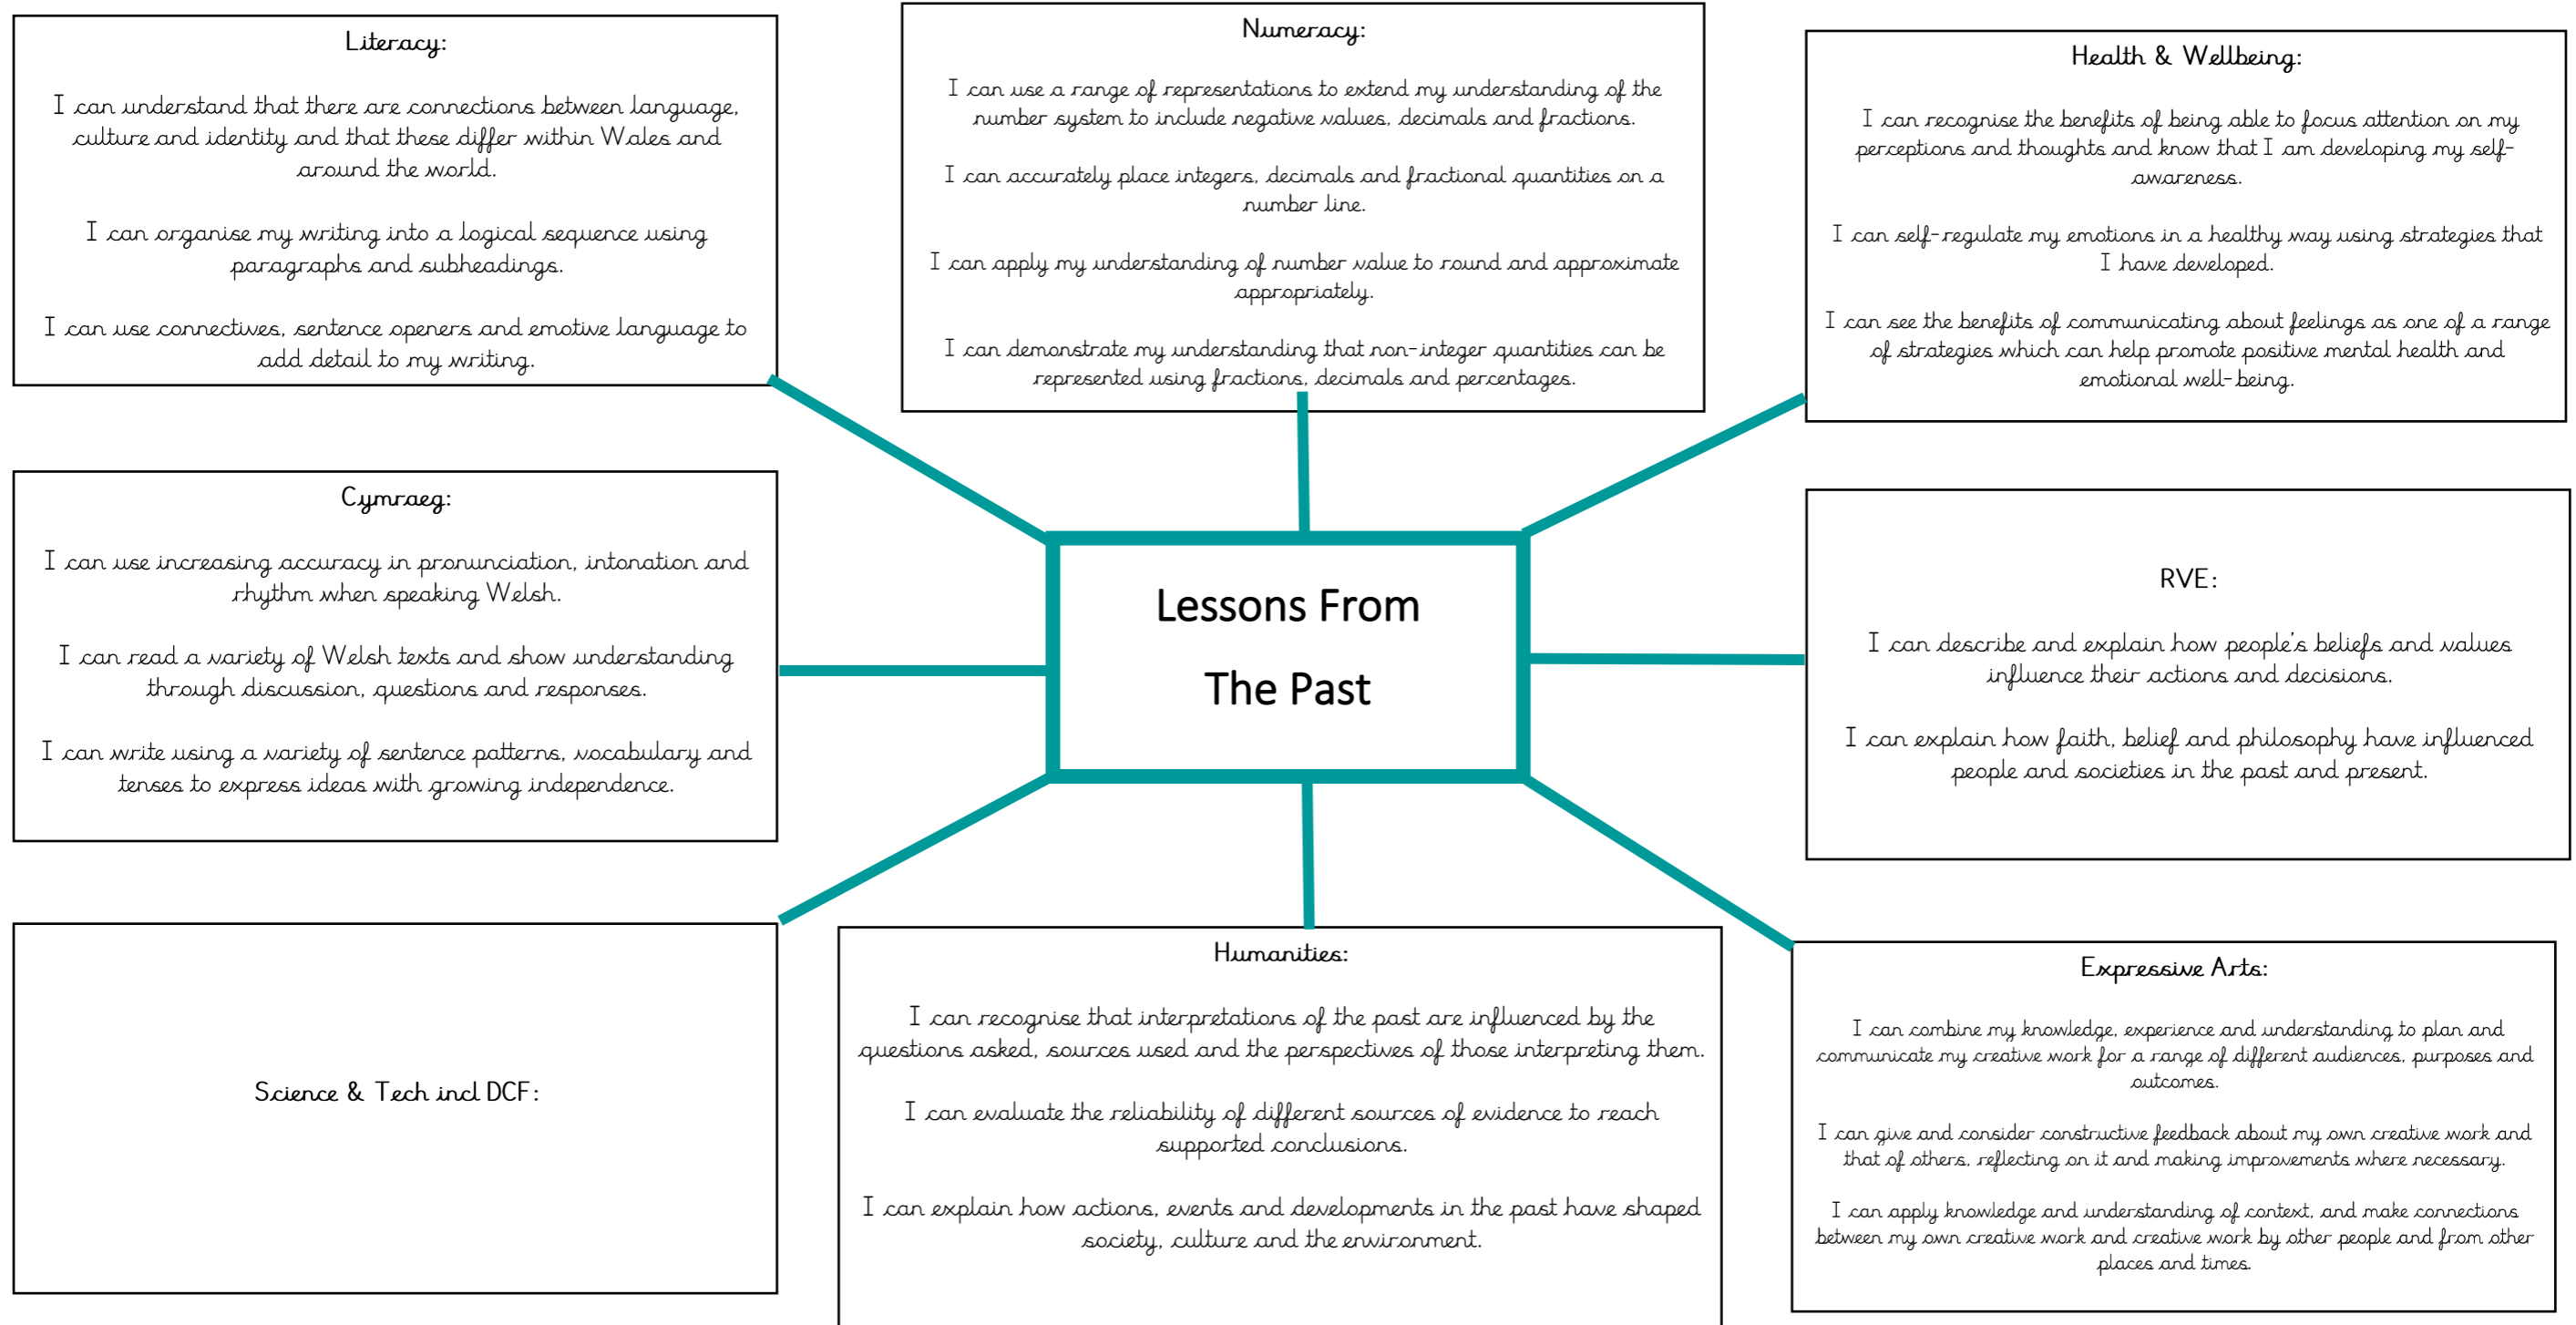 Literacy:
I can understand that there are connections between language,
culture and identity and that these differ within Wales and
around the world.
I can organise my writing into a logical sequence using
paragraphs and subheadings.
I can use connectives, sentence openers and emotive language to
add detail to my writing.
Numeracy:
I can use a range of representations to extend my understanding of the
number system to include negative values, decimals and fractions.
I can accurately place integers, decimals and fractional quantities on a
number line.
I can apply my understanding of number value to round and approximate
appropriately.
I can demonstrate my understanding that non-integer quantities can be
represented using fractions, decimals and percentages.
Health & Wellbeing:
I can recognise the benefits of being able to focus attention on my
perceptions and thoughts and know that I am developing my self-
awareness.
I can self-regulate my emotions in a healthy way using strategies that
I have developed.
I can see the benefits of communicating about feelings as one of a range
of strategies which can help promote positive mental health and
emotional well-being.
Cymraeg:
I can use increasing accuracy in pronunciation, intonation and
rhythm when speaking Welsh.
I can read a variety of Welsh texts and show understanding
through discussion, questions and responses.
I can write using a variety of sentence patterns, vocabulary and
tenses to express ideas with growing independence.
Lessons From
The Past
RVE:
I can describe and explain how people's beliefs and values
influence their actions and decisions.
I can explain how faith, belief and philosophy have influenced
people and societies in the past and present.
Science & Tech incl DCF:
Humanities:
I can recognise that interpretations of the past are influenced by the
questions asked, sources used and the perspectives of those interpreting them.
I can evaluate the reliability of different sources of evidence to reach
supported conclusions.
I can explain how actions, events and developments in the past have shaped
society, culture and the environment.
Expressive Arts:
I can combine my knowledge, experience and understanding to plan and
communicate my creative work for a range of different audiences, purposes and
outcomes.
I can give and consider constructive feedback about my own creative work and
that of others, reflecting on it and making improvements where necessary.
I can apply knowledge and understanding of context, and make connections
between my own creative work and creative work by other people and from other
places and times.